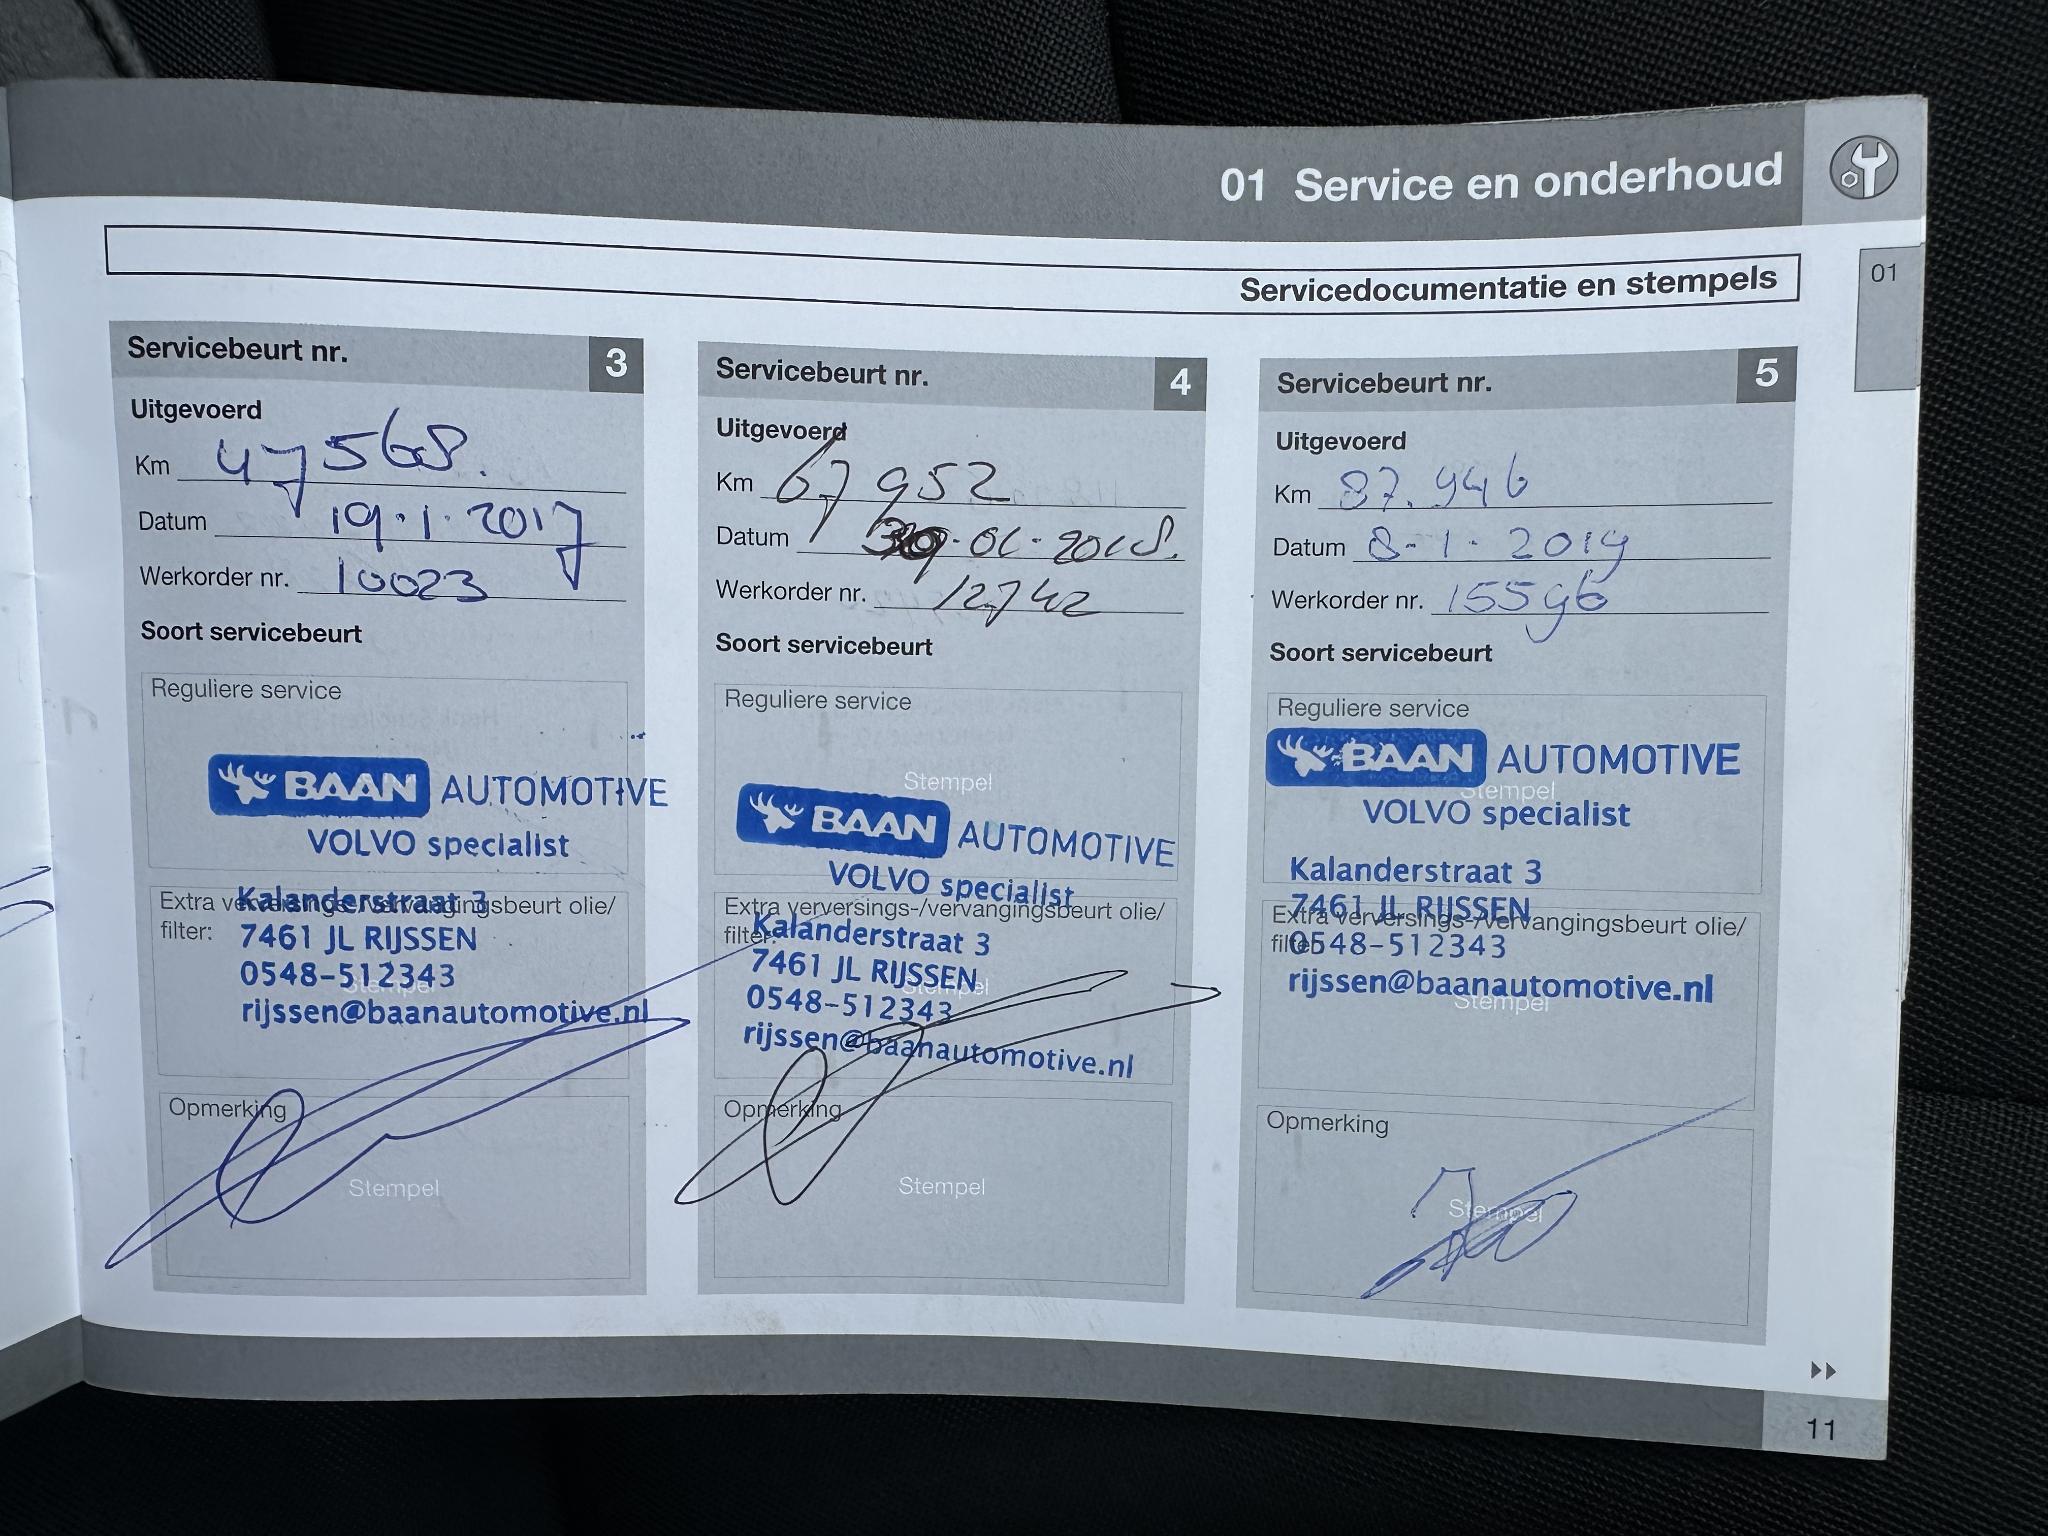 01 Service en onderhoud
01
Servicedocumentatie en stempels
Servicebeurt nr. 3
Uitgevoerd
Km 47568.
Datum 19·1·2017
Werkorder nr. 10023
Soort servicebeurt
Reguliere service
BAAN AUTOMOTIVE
VOLVO specialist
Extra verversings-/vervangingsbeurt olie/
filter:
Kalanderstraat 3
7461 JL RIJSSEN
0548-512343
rijssen@baanautomotive.nl
Stempel
Opmerking
Stempel
Servicebeurt nr. 4
Uitgevoerd
Km 67952
Datum -01-2018.
Werkorder nr. 12742
Soort servicebeurt
Reguliere service
Stempel
BAAN AUTOMOTIVE
VOLVO specialist
Extra verversings-/vervangingsbeurt olie/
filter:
Kalanderstraat 3
7461 JL RIJSSEN
0548-512343
rijssen@baanautomotive.nl
Stempel
Opmerking
Stempel
Servicebeurt nr. 5
Uitgevoerd
Km 87.946
Datum 8-1-2019
Werkorder nr. 15596
Soort servicebeurt
Reguliere service
BAAN AUTOMOTIVE
Stempel
VOLVO specialist
Kalanderstraat 3
7461 JL RIJSSEN
Extra verversings-/vervangingsbeurt olie/
filter:
0548-512343
rijssen@baanautomotive.nl
Stempel
Opmerking
Stempel
11